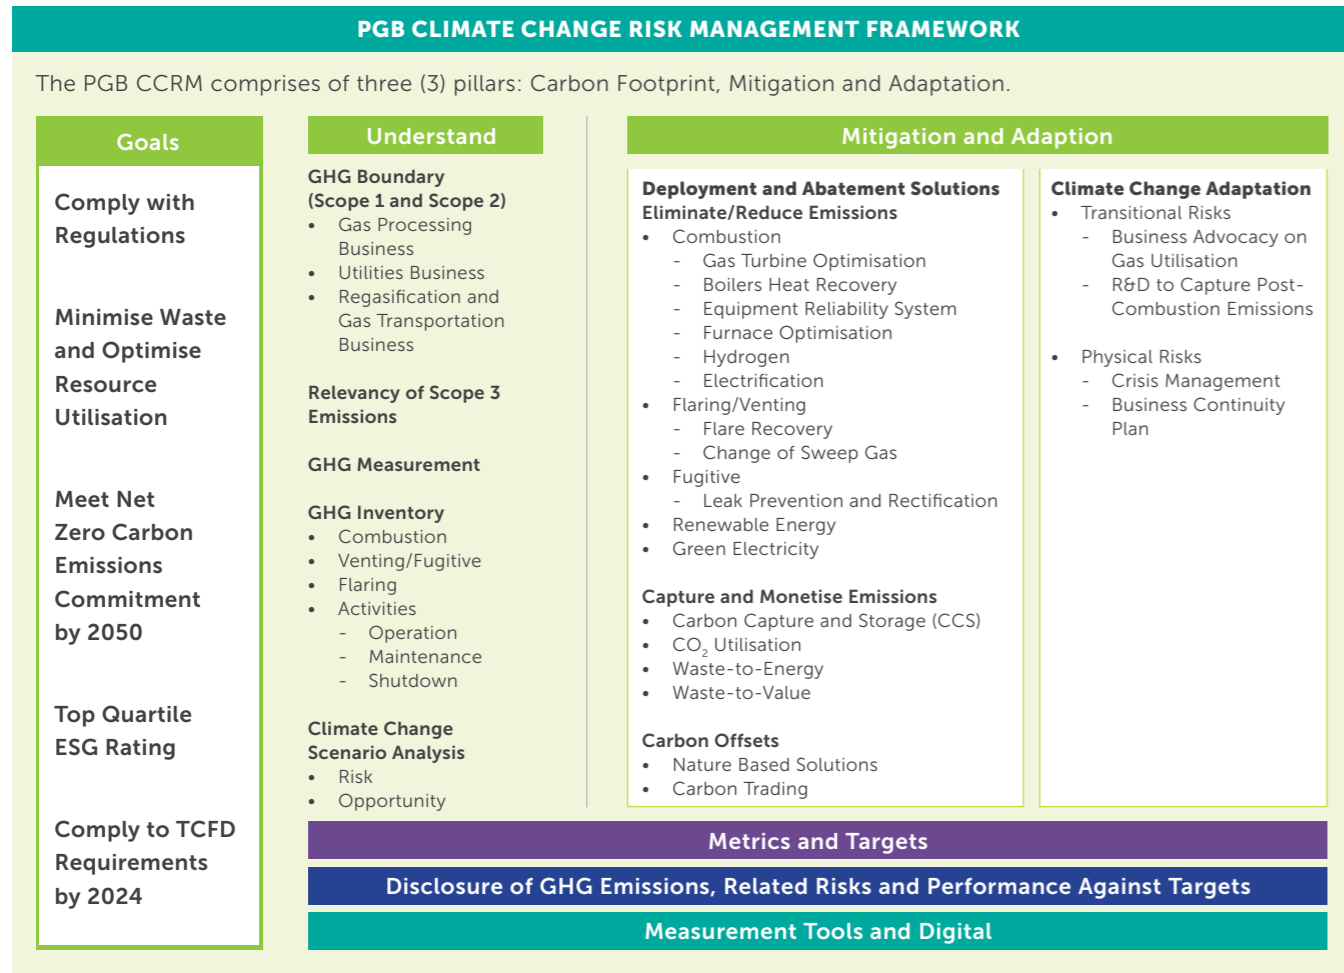 PGB CLIMATE CHANGE RISK MANAGEMENT FRAMEWORK
The PGB CCRM comprises of three (3) pillars: Carbon Footprint, Mitigation and Adaptation.
Goals
Comply with
Regulations
Minimise Waste
and Optimise
Resource
Utilisation
Meet Net
Zero Carbon
Emissions
Commitment
by 2050
Top Quartile
ESG Rating
Comply to TCFD
Requirements
by 2024
Understand
GHG Boundary
(Scope 1 and Scope 2)
• Gas Processing
Business
• Utilities Business
• Regasification and
Gas Transportation
Business
Relevancy of Scope 3
Emissions
GHG Measurement
GHG Inventory
• Combustion
• Venting/Fugitive
• Flaring
• Activities
- Operation
- Maintenance
- Shutdown
Climate Change
Scenario Analysis
• Risk
• Opportunity
Mitigation and Adaption
Deployment and Abatement Solutions
Eliminate/Reduce Emissions
• Combustion
- Gas Turbine Optimisation
- Boilers Heat Recovery
- Equipment Reliability System
- Furnace Optimisation
- Hydrogen
- Electrification
• Flaring/Venting
- Flare Recovery
- Change of Sweep Gas
• Fugitive
- Leak Prevention and Rectification
• Renewable Energy
• Green Electricity
Capture and Monetise Emissions
• Carbon Capture and Storage (CCS)
• CO₂ Utilisation
• Waste-to-Energy
• Waste-to-Value
Carbon Offsets
• Nature Based Solutions
• Carbon Trading
Climate Change Adaptation
• Transitional Risks
- Business Advocacy on
Gas Utilisation
- R&D to Capture Post-
Combustion Emissions
• Physical Risks
- Crisis Management
- Business Continuity
Plan
Metrics and Targets
Disclosure of GHG Emissions, Related Risks and Performance Against Targets
Measurement Tools and Digital